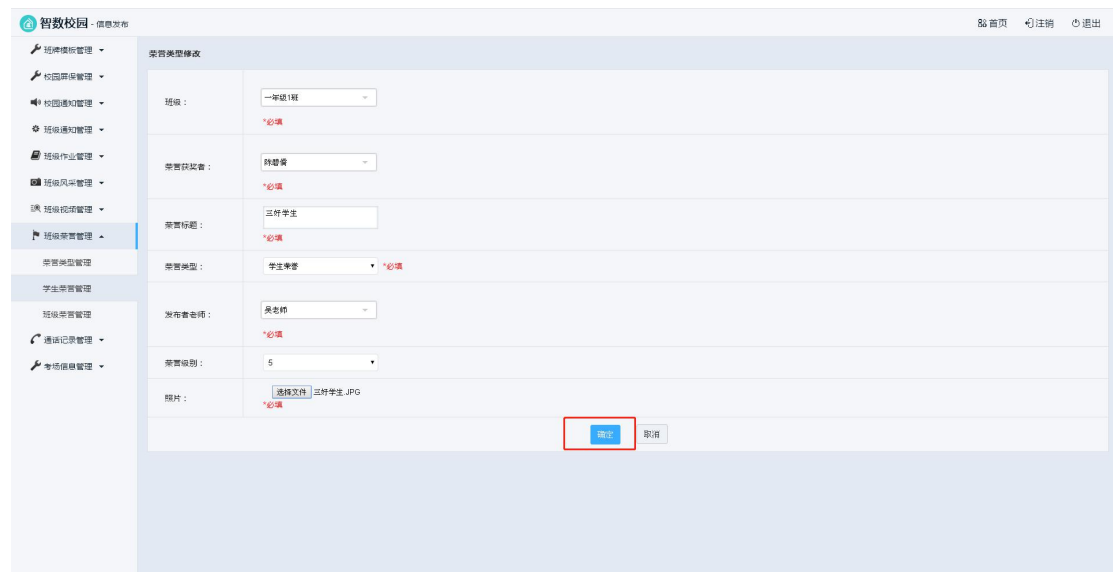 智数校园 - 信息发布
首页 注销 退出
班牌模板管理
校园屏保管理
校园通知管理
班级通知管理
班级作业管理
班级风采管理
班级视频管理
班级荣誉管理
荣誉类型管理
学生荣誉管理
班级荣誉管理
通话记录管理
考场信息管理
荣誉类型修改
班级：
一年级1班
*必填
荣誉获奖者：
*必填
荣誉标题：
三好学生
*必填
荣誉类型：
学生荣誉 *必填
发布者老师：
吴老师
*必填
荣誉级别：
5
照片：
选择文件 三好学生.JPG
*必填
确定 取消